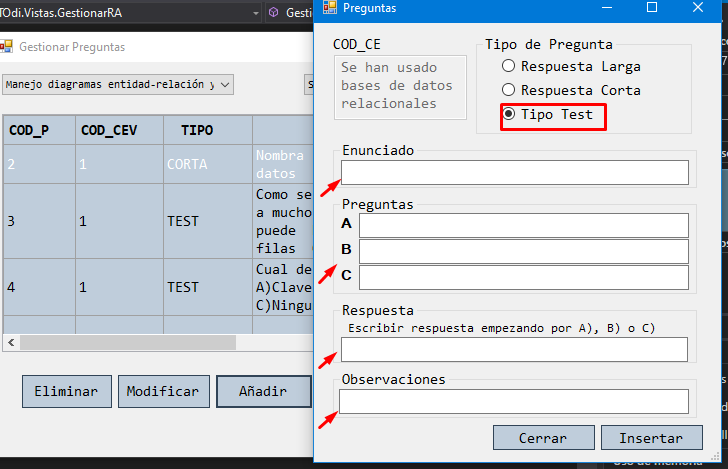 TOdi.Vistas.GestionarRA
Gesti
Gestionar Preguntas
Manejo diagramas entidad-relación y
S
COD_P COD_CEV TIPO
2 1 CORTA Nombra
datos
3 1 TEST Como se
a mucho
puede
filas
4 1 TEST Cual de
A)Clave
C)Ningu
Eliminar Modificar Añadir
Preguntas
COD_CE
Se han usado
bases de datos
relacionales
Tipo de Pregunta
Respuesta Larga
Respuesta Corta
Tipo Test
Enunciado
Preguntas
A
B
C
Respuesta
Escribir respuesta empezando por A), B) o C)
Observaciones
Cerrar Insertar